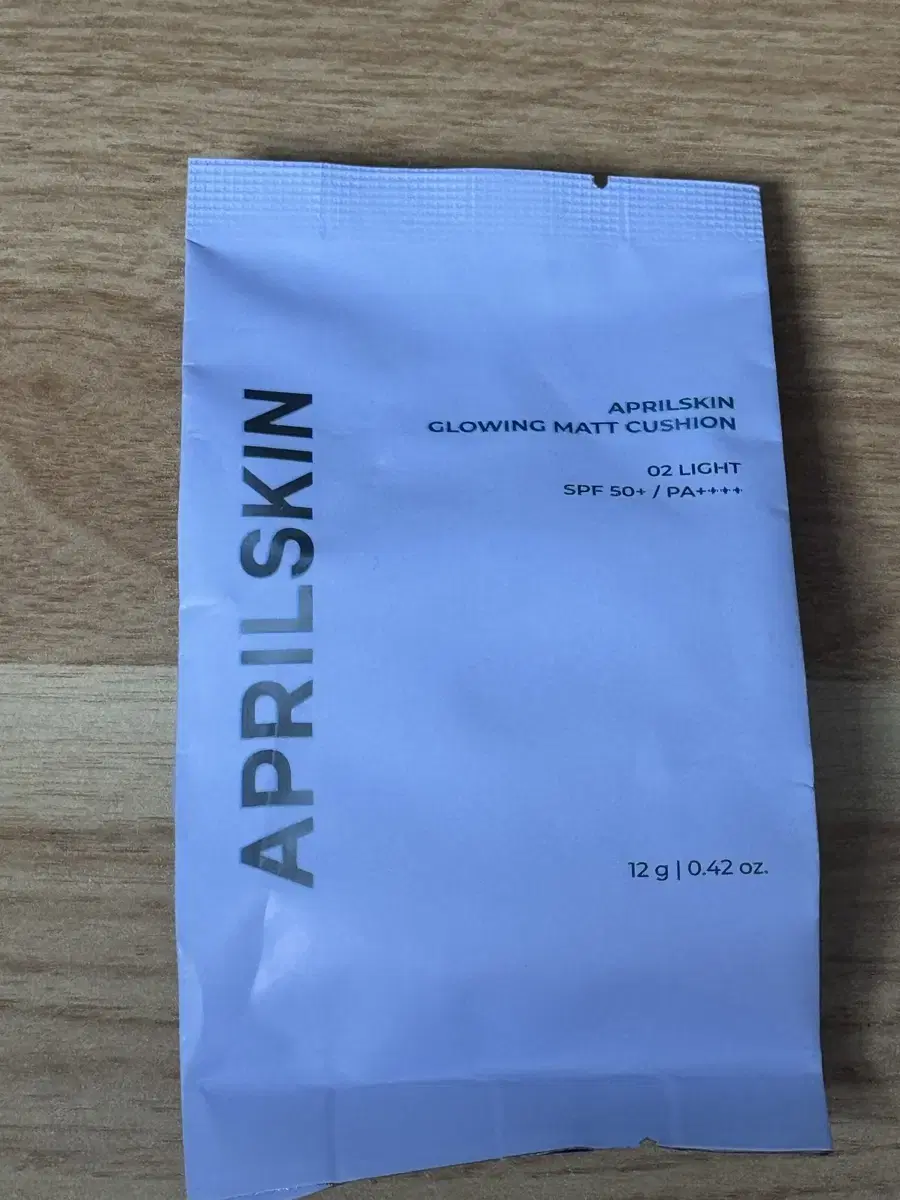 APRILSKIN
APRILSKIN
GLOWING MATT CUSHION
02 LIGHT
SPF 50+ / PA++++
12 g | 0.42 oz.